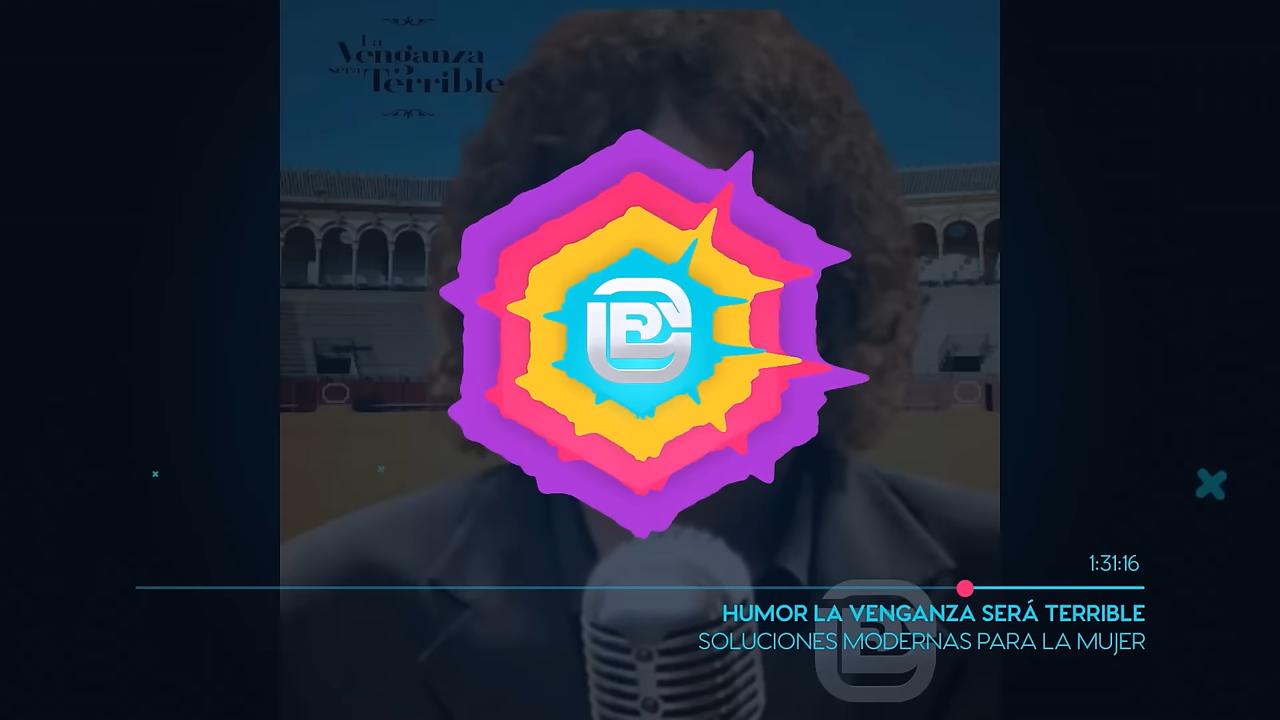 La
Venganza
será
Terrible
1:31:16
HUMOR LA VENGANZA SERÁ TERRIBLE
SOLUCIONES MODERNAS PARA LA MUJER